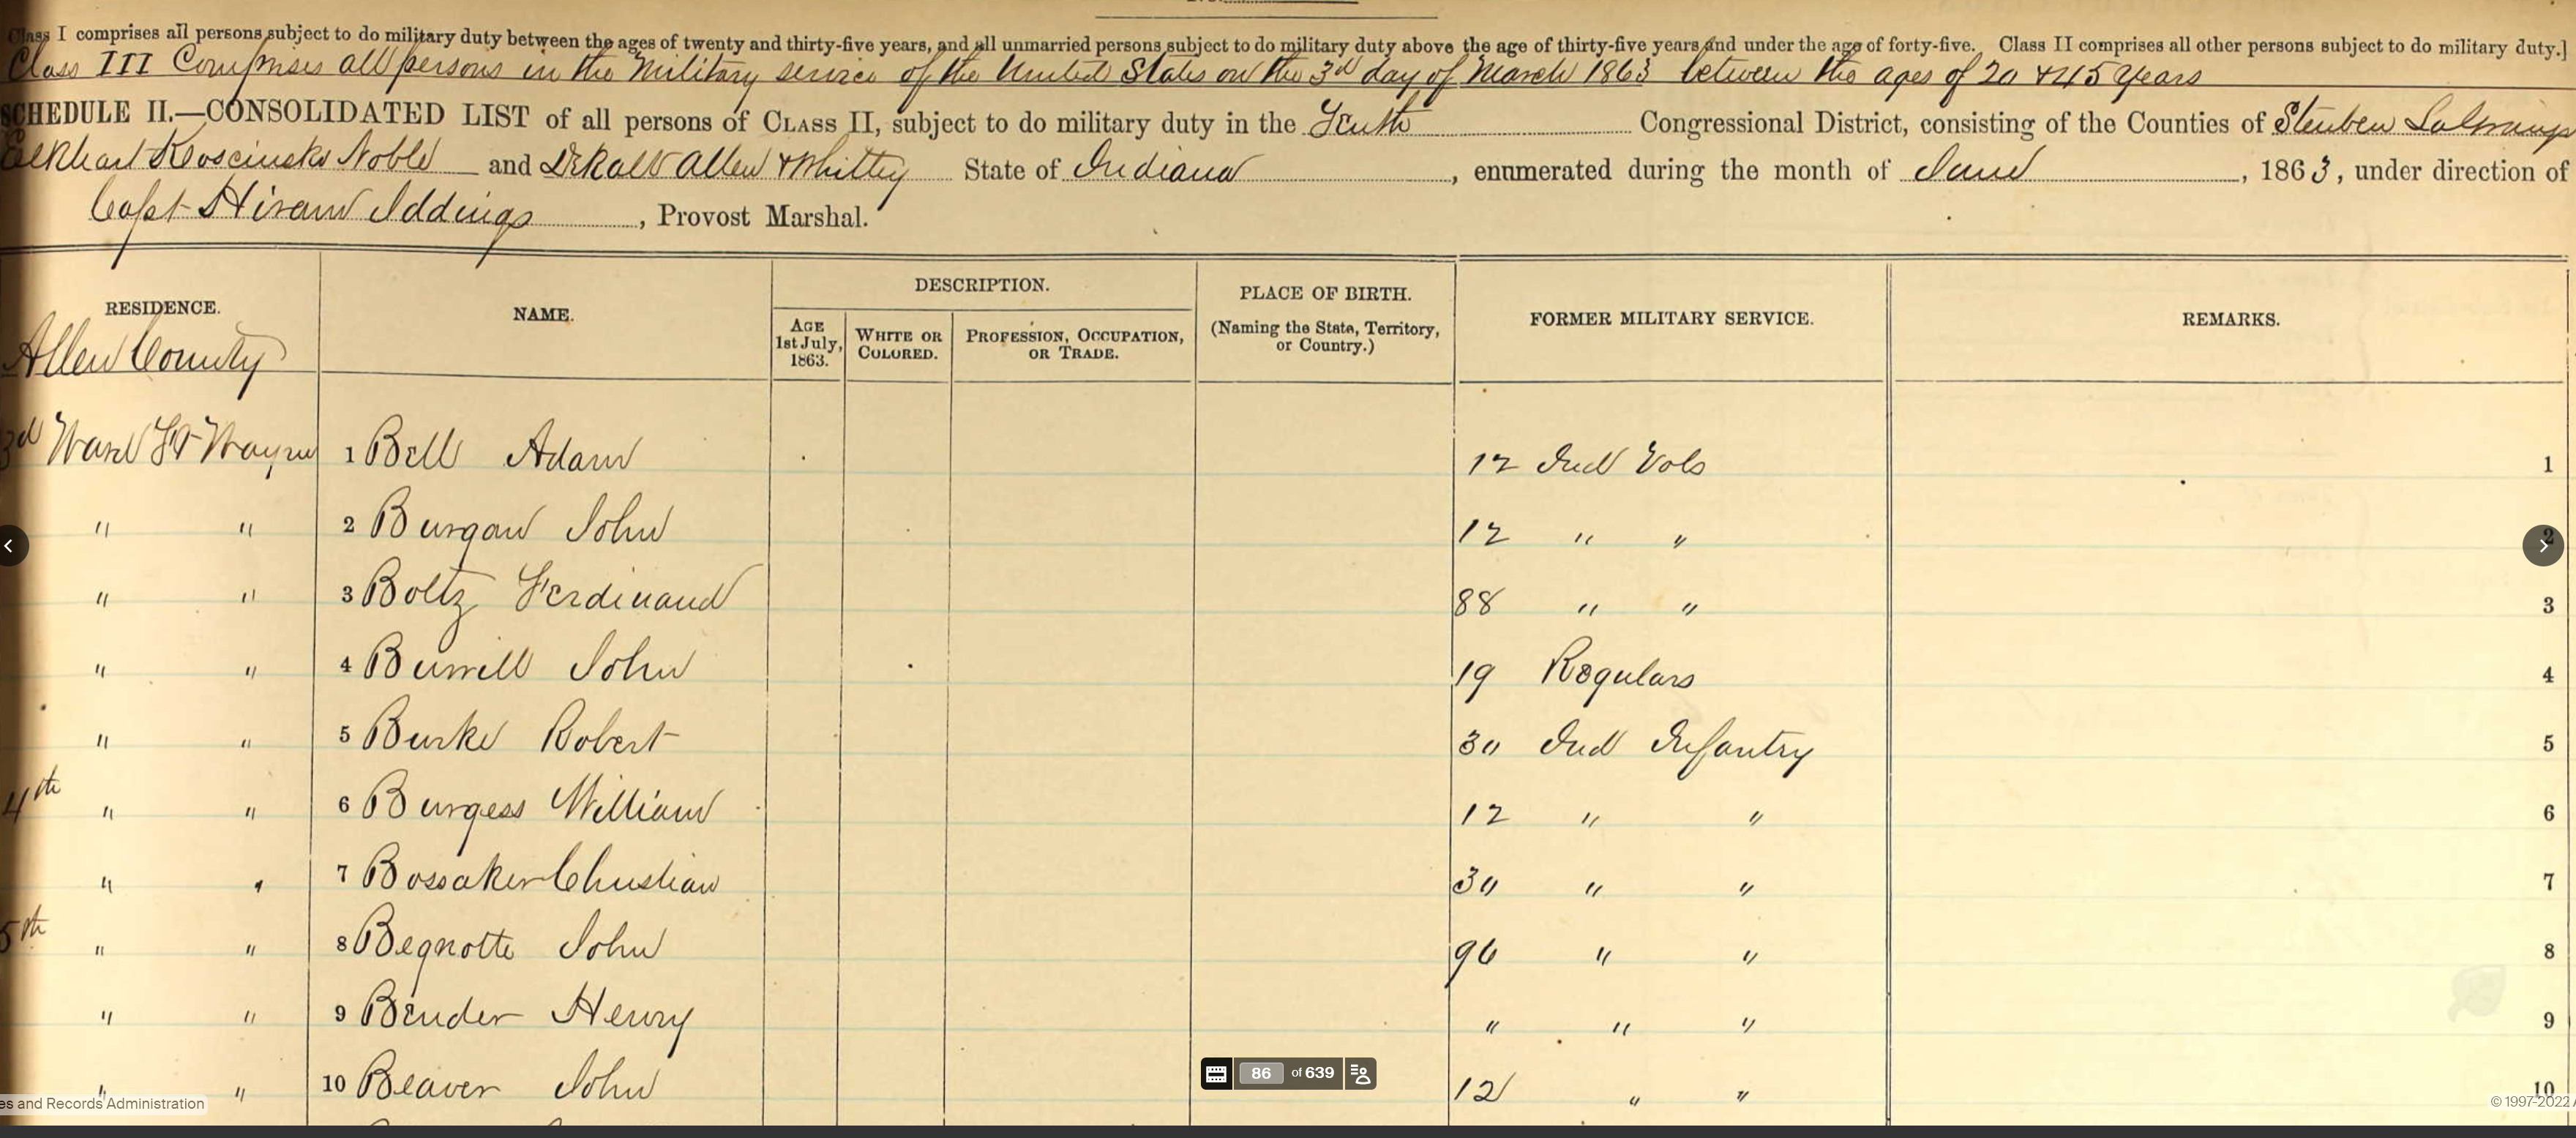 Class I comprises all persons subject to do military duty between the ages of twenty and thirty-five years, and all unmarried persons subject to do military duty above the age of thirty-five years and under the age of forty-five. Class II comprises all other persons subject to do military duty.]
Class III Comprises all persons in the Military service of the United States on the 3rd day of March 1863 between the ages of 20 & 45 years
SCHEDULE II.—CONSOLIDATED LIST of all persons of CLASS II, subject to do military duty in the Tenth Congressional District, consisting of the Counties of Steuben
Elkhart Kosciusko Noble and DeKalb Allen & Whitley State of Indiana, enumerated during the month of June, 1863, under direction of
Capt Hiram Iddings, Provost Marshal.
RESIDENCE. NAME. DESCRIPTION. PLACE OF BIRTH. FORMER MILITARY SERVICE. REMARKS.
AGE 1st July, 1863. WHITE OR COLORED. PROFESSION, OCCUPATION, OR TRADE. (Naming the State, Territory, or Country.)
Allen County
3d Ward Ft Wayne 1 Bell Adam 12 Ind Vols 1
" " 2 Burgau John 12 " " 2
" " 3 Boltz Ferdinand 88 " " 3
" " 4 Burrill John 19 Regulars 4
" " 5 Burke Robert 30 Ind Infantry 5
4th " " 6 Burgess William 12 " " 6
" " 7 Bossaker Christian 30 " " 7
5th " " 8 Begnotte John 96 " " 8
" " 9 Bender Henry " " " 9
" " 10 Beaver John 12 " " 10
86 of 639
es and Records Administration
© 1997-2022